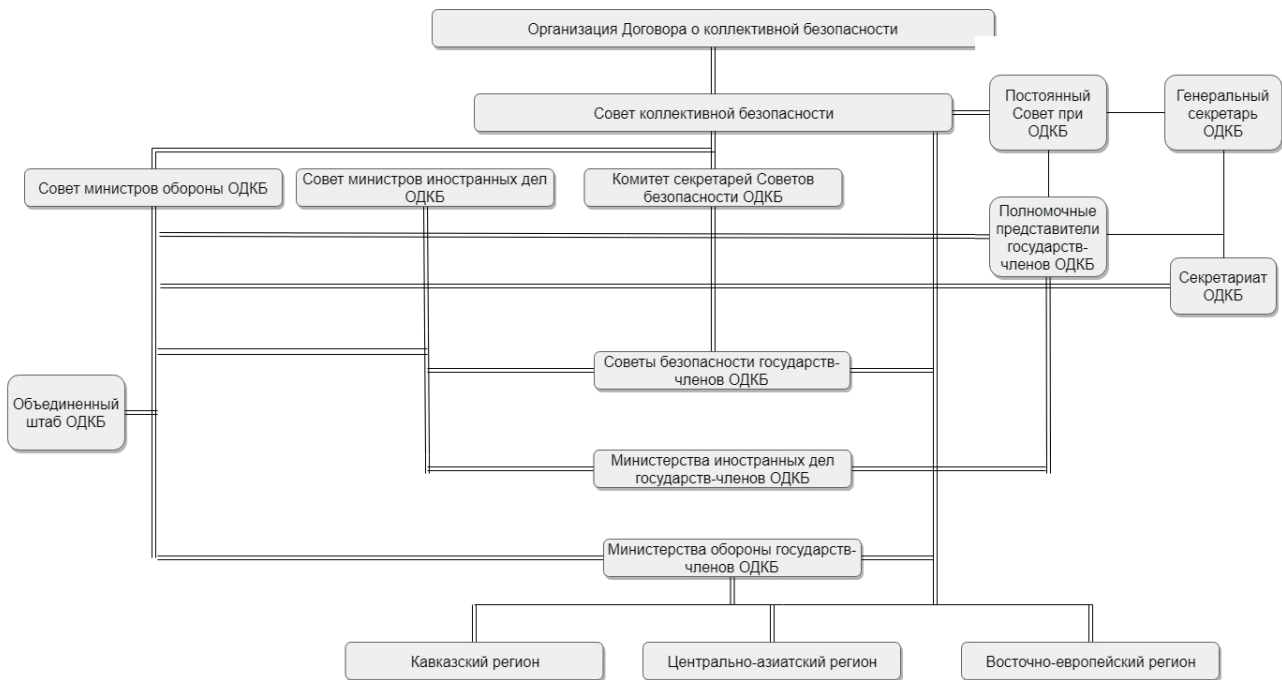 Организация Договора о коллективной безопасности
Совет коллективной безопасности
Постоянный
Совет при
ОДКБ
Генеральный
секретарь
ОДКБ
Совет министров обороны ОДКБ
Совет министров иностранных дел
ОДКБ
Комитет секретарей Советов
безопасности ОДКБ
Полномочные
представители
государств-
членов ОДКБ
Секретариат
ОДКБ
Советы безопасности государств-
членов ОДКБ
Объединенный
штаб ОДКБ
Министерства иностранных дел
государств-членов ОДКБ
Министерства обороны государств-
членов ОДКБ
Кавказский регион
Центрально-азиатский регион
Восточно-европейский регион